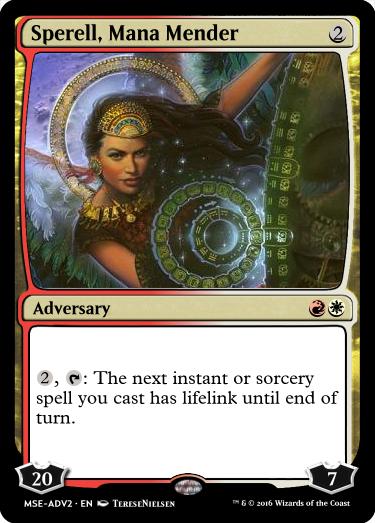 Sperell, Mana Mender 2
Adversary
2, : The next instant or sorcery
spell you cast has lifelink until end of
turn.
20 7
MSE-ADV2 • EN TereseNielsen ™ & © 2016 Wizards of the Coast